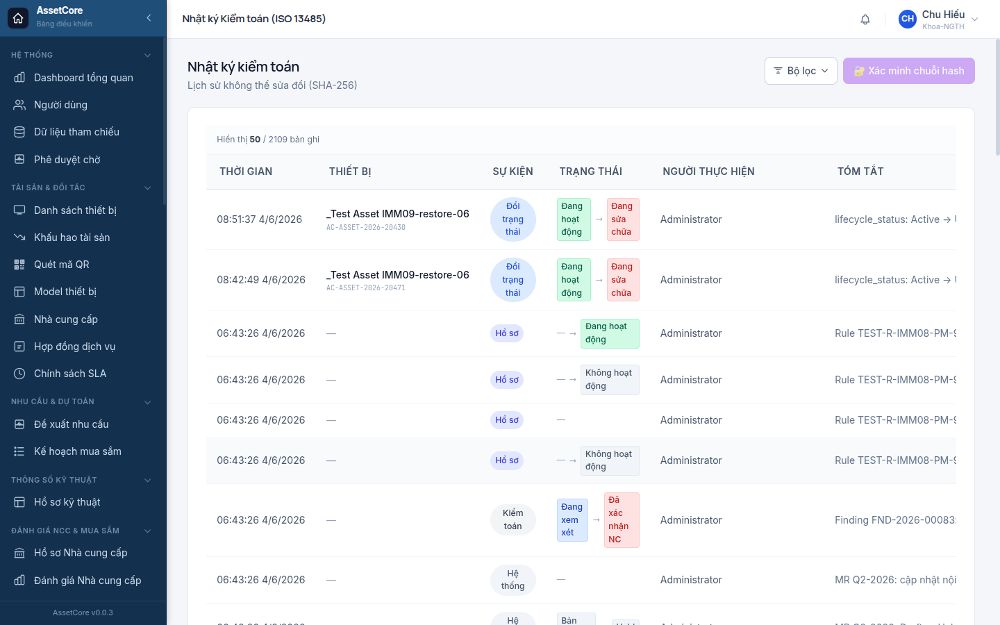 AssetCore
Bảng điều khiển
HỆ THỐNG
Dashboard tổng quan
Người dùng
Dữ liệu tham chiếu
Phê duyệt chờ
TÀI SẢN & ĐỐI TÁC
Danh sách thiết bị
Khấu hao tài sản
Quét mã QR
Model thiết bị
Nhà cung cấp
Hợp đồng dịch vụ
Chính sách SLA
NHU CẦU & DỰ TOÁN
Đề xuất nhu cầu
Kế hoạch mua sắm
THÔNG SỐ KỸ THUẬT
Hồ sơ kỹ thuật
ĐÁNH GIÁ NCC & MUA SẮM
Hồ sơ Nhà cung cấp
Đánh giá Nhà cung cấp
AssetCore v0.0.3
Nhật ký Kiểm toán (ISO 13485)
CH
Chu Hiếu
Khoa-NGTH
Nhật ký kiểm toán
Lịch sử không thể sửa đổi (SHA-256)
Bộ lọc
🔐 Xác minh chuỗi hash
Hiển thị 50 / 2109 bản ghi
THỜI GIAN THIẾT BỊ SỰ KIỆN TRẠNG THÁI NGƯỜI THỰC HIỆN TÓM TẮT
08:51:37 4/6/2026
_Test Asset IMM09-restore-06
AC-ASSET-2026-20430
Đổi
trạng
thái
Đang
hoạt
động
→
Đang
sửa
chữa
Administrator
lifecycle_status: Active →
08:42:49 4/6/2026
_Test Asset IMM09-restore-06
AC-ASSET-2026-20471
Đổi
trạng
thái
Đang
hoạt
động
→
Đang
sửa
chữa
Administrator
lifecycle_status: Active →
06:43:26 4/6/2026 — Hồ sơ — →
Đang hoạt
động
Administrator
Rule TEST-R-IMM08-PM-9
06:43:26 4/6/2026 — Hồ sơ — →
Không hoạt
động
Administrator
Rule TEST-R-IMM08-PM-9
06:43:26 4/6/2026 — Hồ sơ — Administrator Rule TEST-R-IMM08-PM-9
06:43:26 4/6/2026 — Hồ sơ — →
Không hoạt
động
Administrator
Rule TEST-R-IMM08-PM-9
06:43:26 4/6/2026 —
Kiểm
toán
Đang
xem
xét
→
Đã
xác
nhận
NC
Administrator
Finding FND-2026-00083:
06:43:26 4/6/2026 —
Hệ
thống
—
Administrator
MR Q2-2026: cập nhật nội
Hệ
Bản